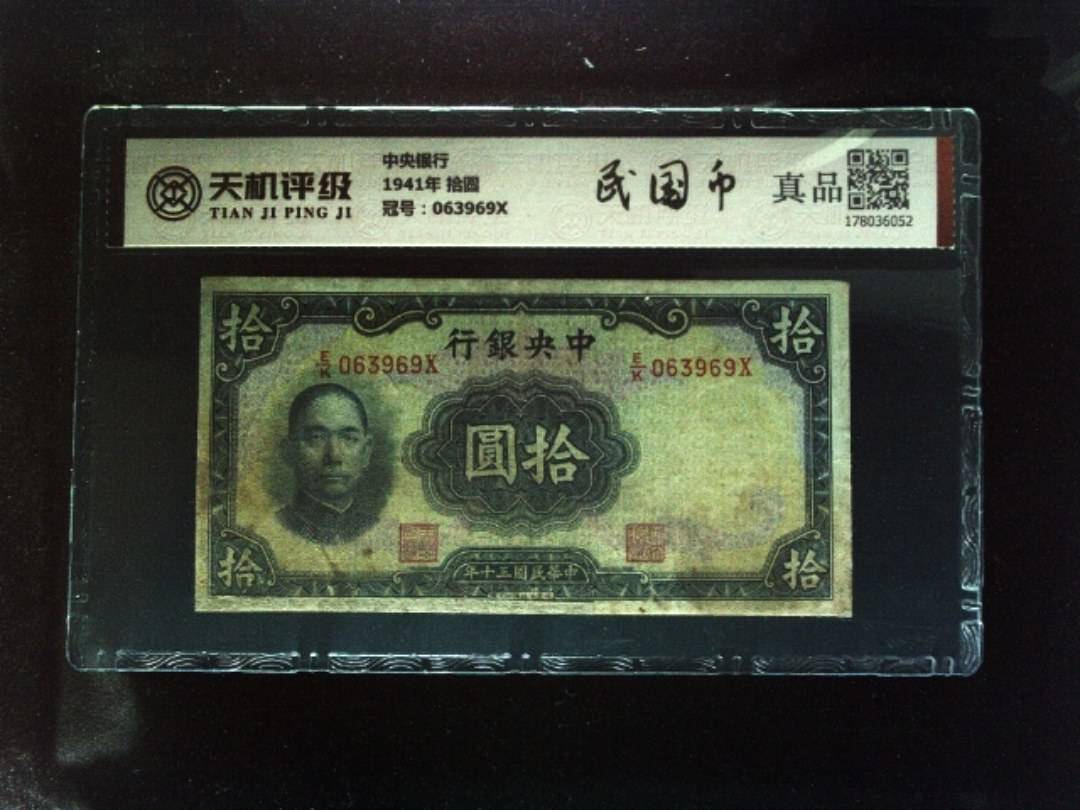 天机评级
TIAN JI PING JI
中央银行
1941年 拾圆
冠号：063969X
民国币
真品
178036052
拾
拾
行銀央中
E/K 063969X
E/K 063969X
圓拾
拾
拾
年十三國民華中